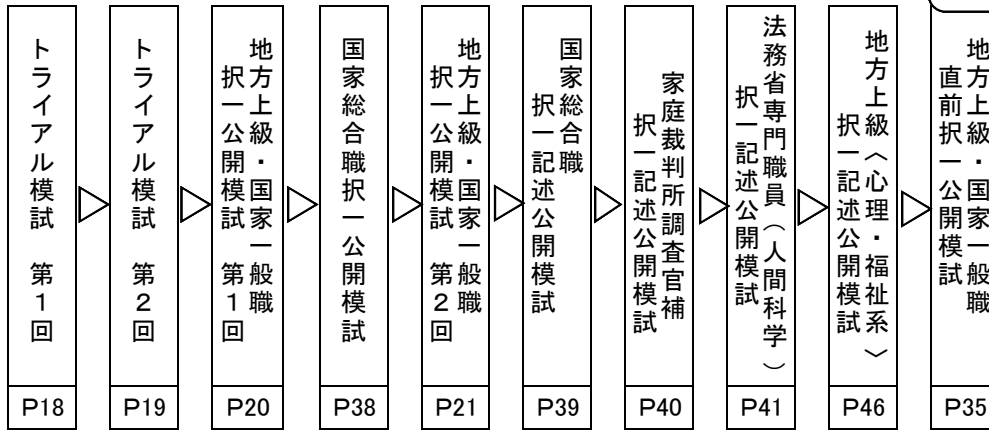 トライアル模試　第１回
P18
トライアル模試　第２回
P19
地方上級・国家一般職
択一公開模試　第１回
P20
国家総合職択一公開模試
P38
地方上級・国家一般職
択一公開模試　第２回
P21
国家総合職
択一記述公開模試
P39
家庭裁判所調査官補
択一記述公開模試
P40
法務省専門職員（人間科学）
択一記述公開模試
P41
地方上級〈心理・福祉系〉
択一記述公開模試
P46
地方上級・国家一般職
直前択一公開模試
P35